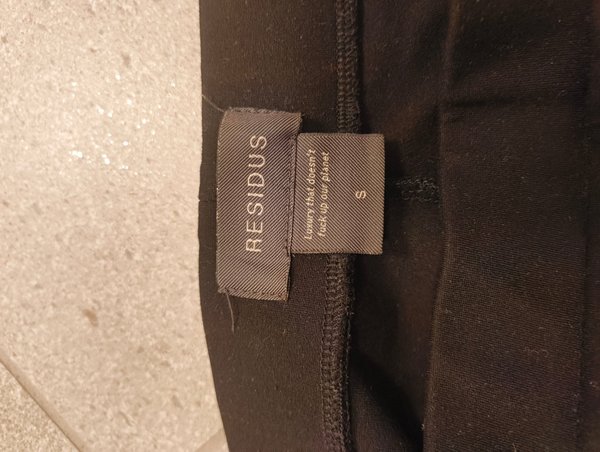 RESIDUS
Luxury that doesn't
fuck up our planet
S